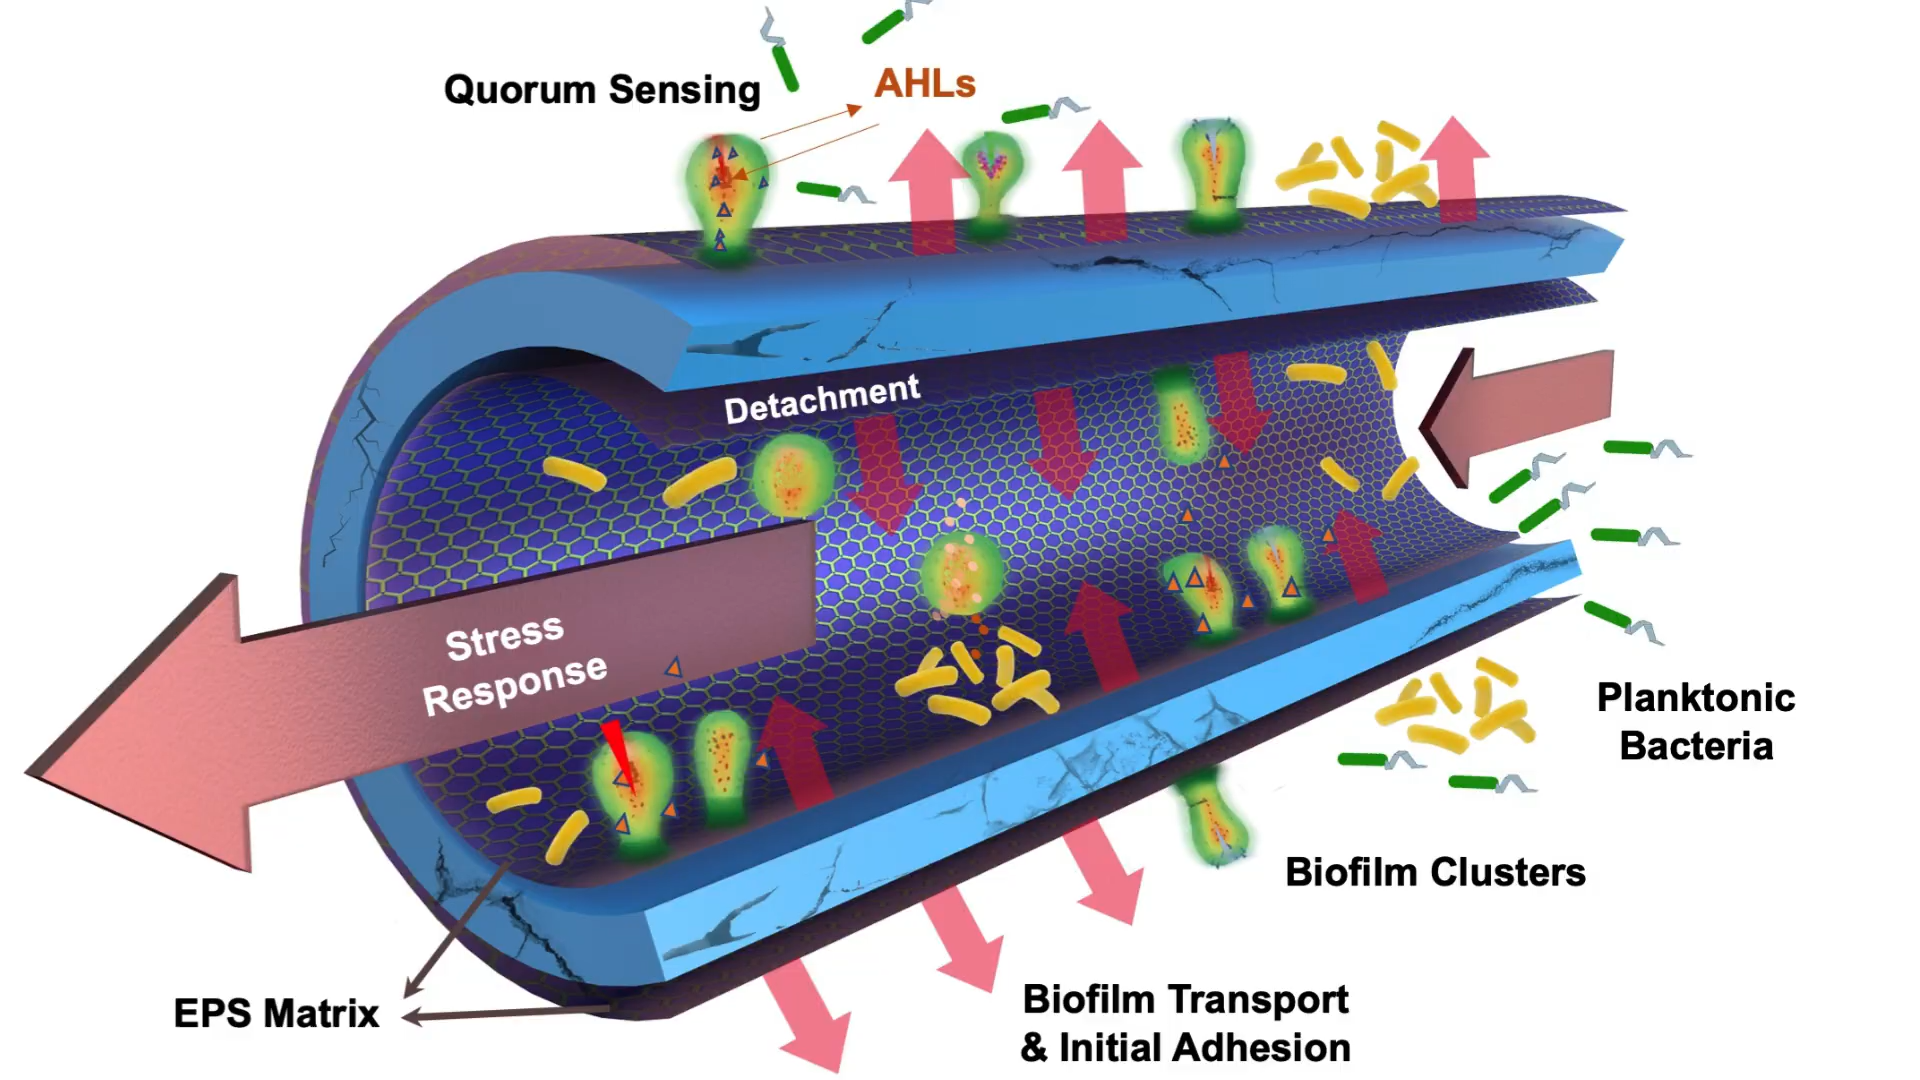 Quorum Sensing
AHLs
Detachment
Stress
Response
Planktonic
Bacteria
Biofilm Clusters
EPS Matrix
Biofilm Transport
& Initial Adhesion